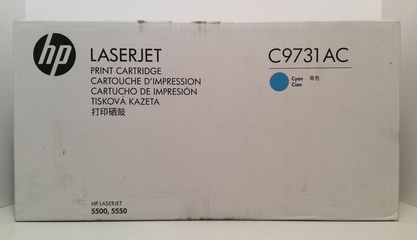 hp
LASERJET
PRINT CARTRIDGE
CARTOUCHE D'IMPRESSION
CARTUCHO DE IMPRESIÓN
TISKOVÁ KAZETA
打印硒鼓
C9731AC
Cyan 青色
Cian
HP LASERJET
5500, 5550